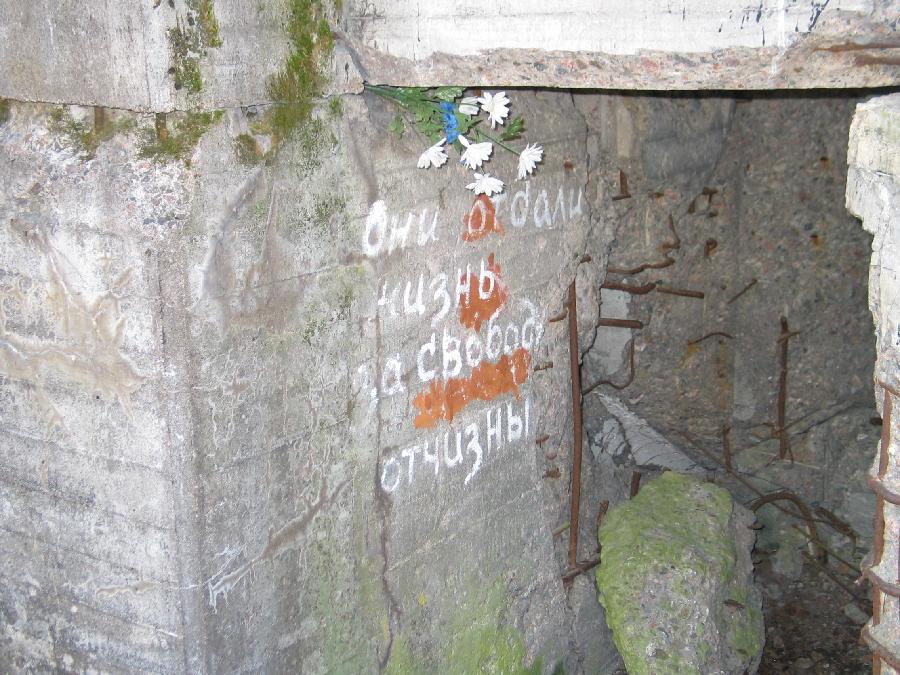 Они отдали
жизнь
за свободу
отчизны